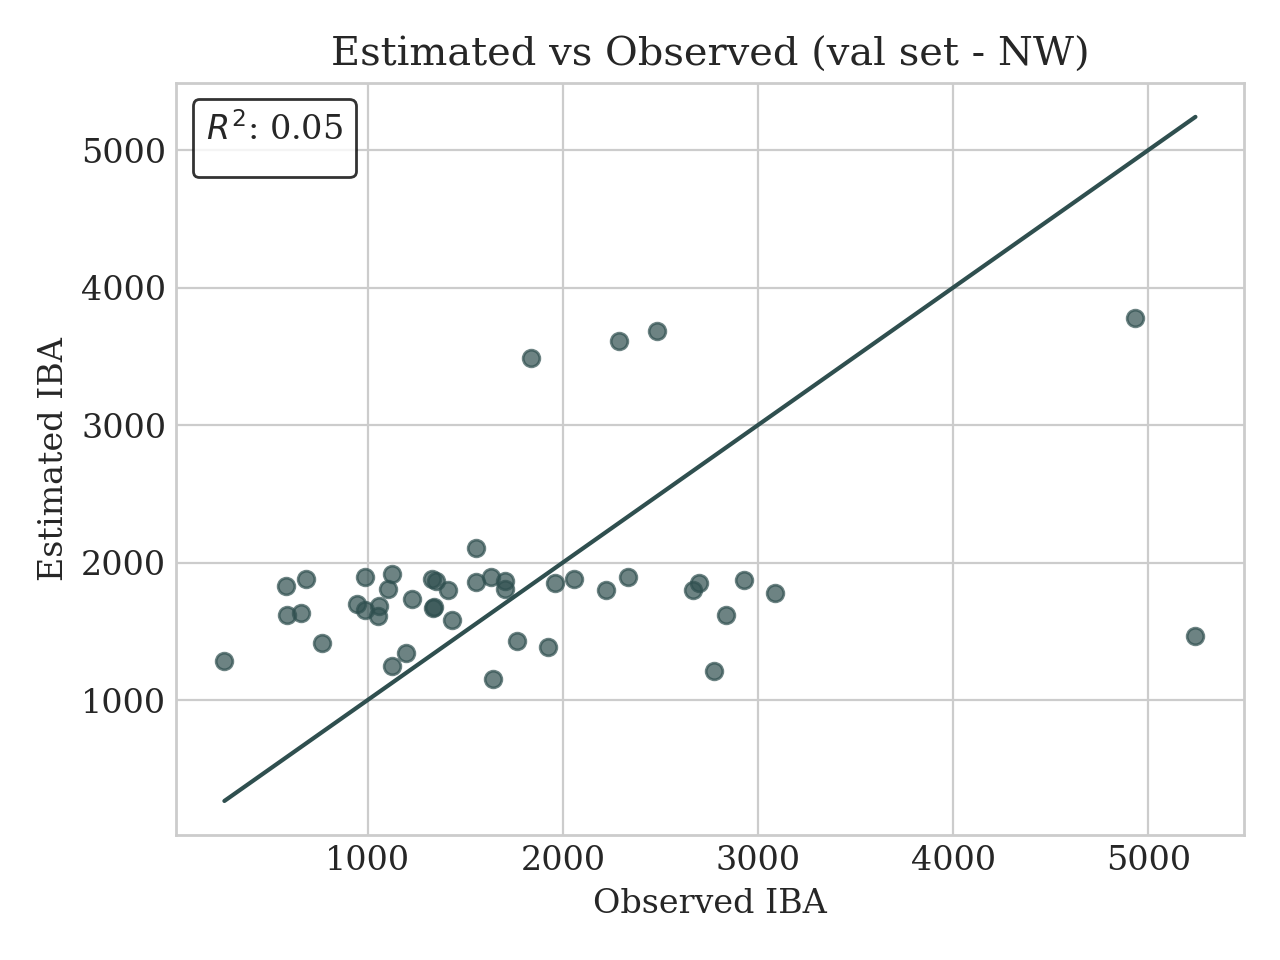 Estimated vs Observed (val set - NW)
R²: 0.05
5000
4000
3000
2000
1000
Estimated IBA
1000 2000 3000 4000 5000
Observed IBA